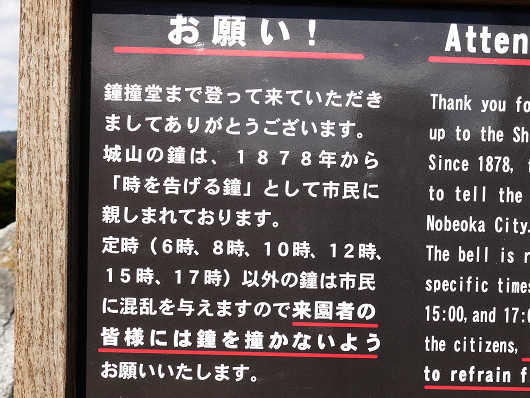 お願い！
鐘撞堂まで登って来ていただき
ましてありがとうございます。
城山の鐘は、１８７８年から
「時を告げる鐘」として市民に
親しまれております。
定時（６時、８時、１０時、１２時、
１５時、１７時）以外の鐘は市民
に混乱を与えますので来園者の
皆様には鐘を撞かないよう
お願いいたします。
Atten
Thank you fo
up to the Sh
Since 1878,
to tell the
Nobeoka City.
The bell is r
specific times
15:00, and 17:0
the citizens,
to refrain f